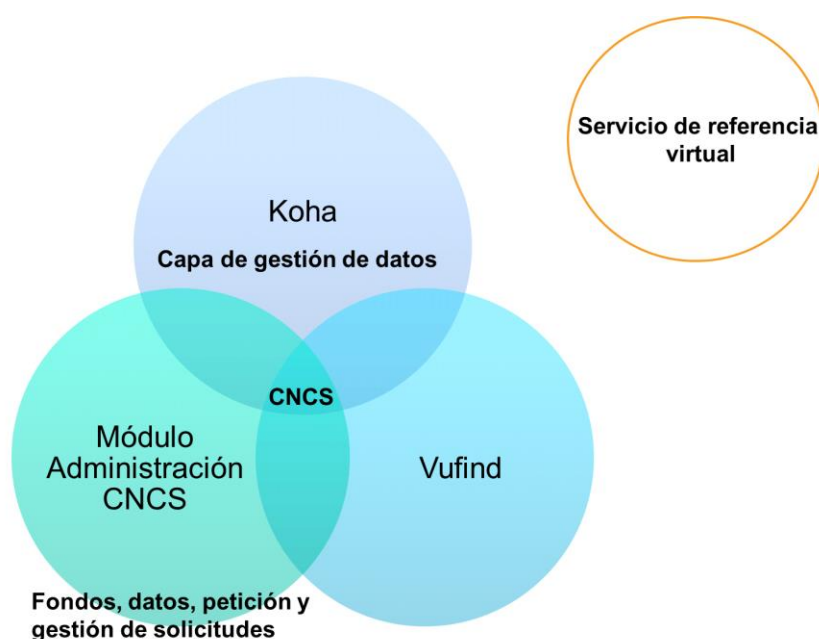 Servicio de referencia
virtual
Koha
Capa de gestión de datos
CNCS
Módulo
Administración
CNCS
Vufind
Fondos, datos, petición y
gestión de solicitudes